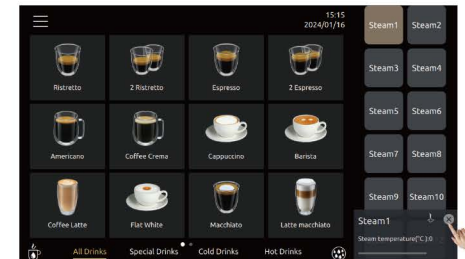 15:15
2024/01/16
Ristretto
2 Ristretto
Espresso
2 Espresso
Americano
Coffee Crema
Cappuccino
Barista
Coffee Latte
Flat White
Macchiato
Latte macchiato
All Drinks
Special Drinks
Cold Drinks
Hot Drinks
Steam1
Steam2
Steam3
Steam4
Steam5
Steam6
Steam7
Steam8
Steam9
Steam10
Steam1
Steam temperature(°C):0